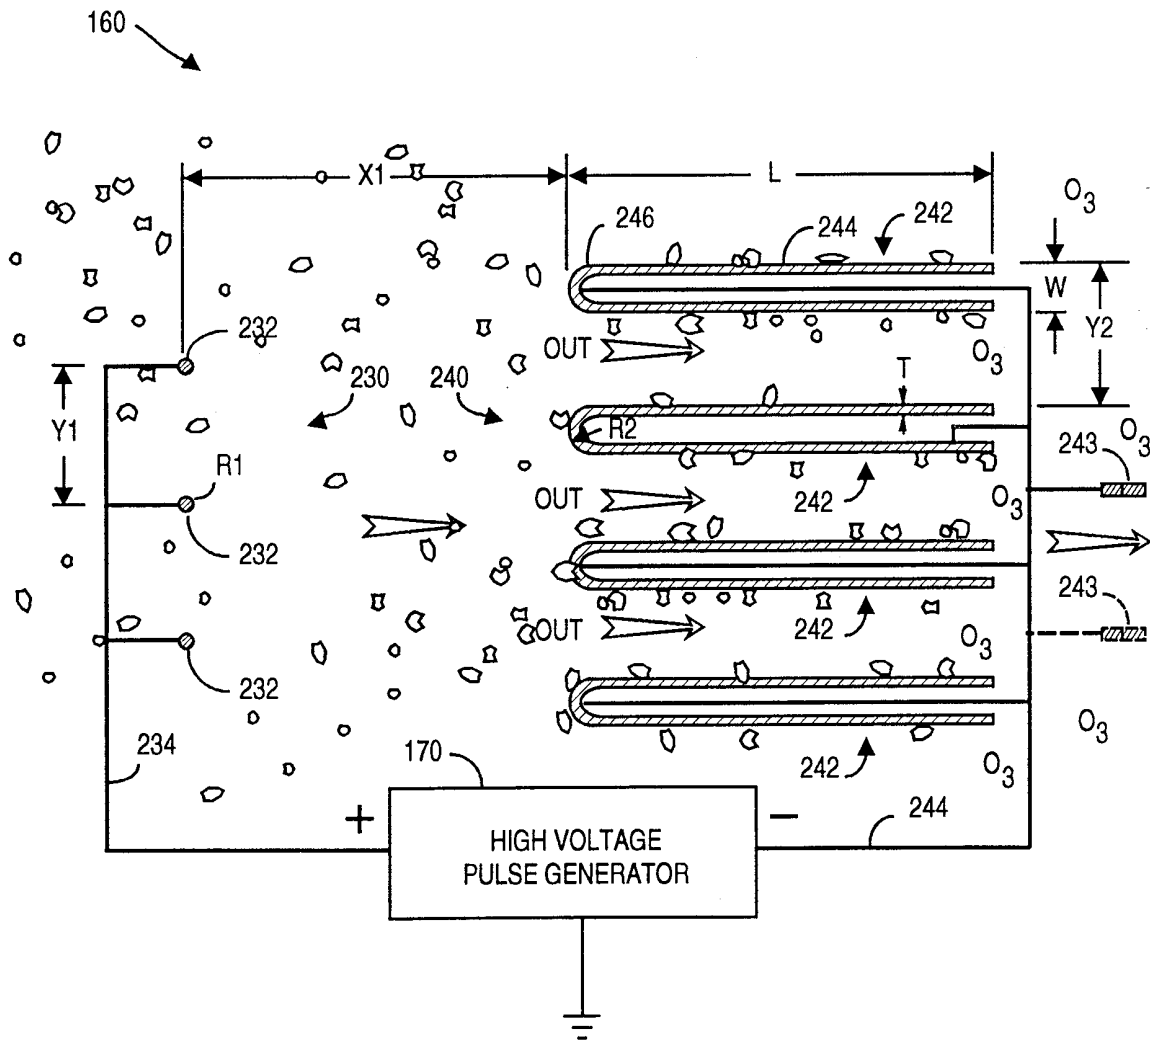 160
X1
L
O3
246
244
242
W
Y2
232
OUT
O3
T
230
240
Y1
R2
O3
243
R1
OUT
242
O3
232
243
OUT
242
O3
232
234
170
242
O3
O3
244
+
−
HIGH VOLTAGE
PULSE GENERATOR